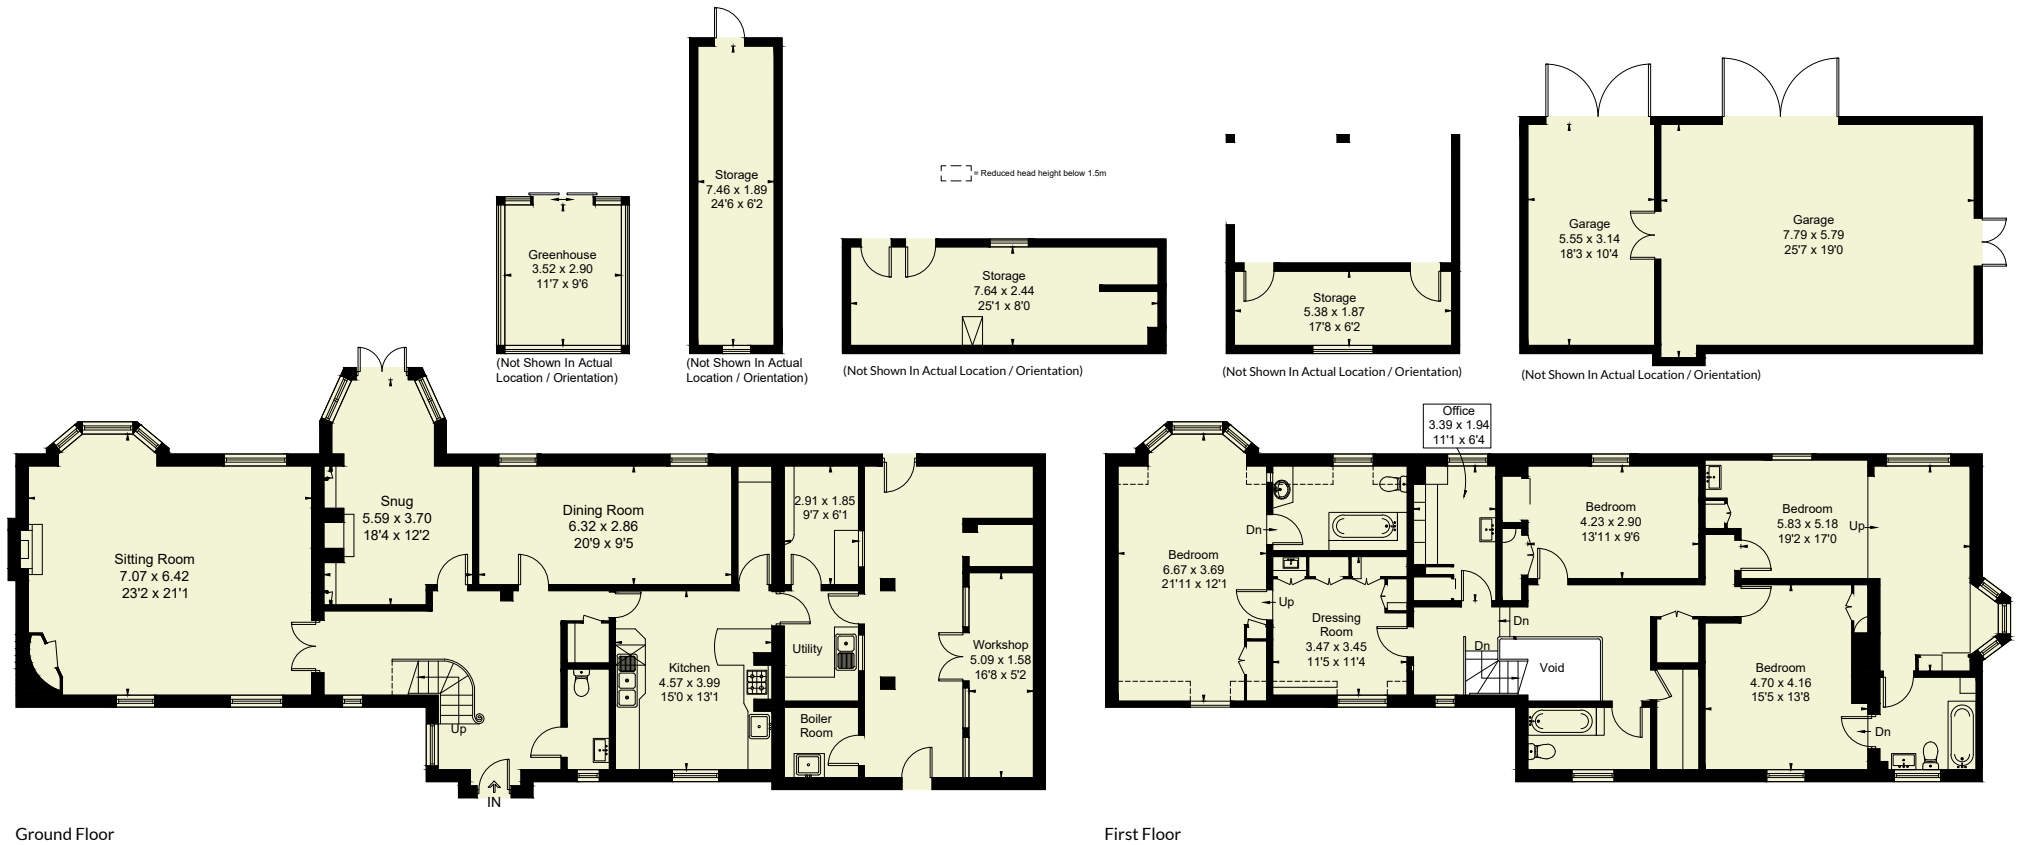 Storage
7.46 x 1.89
24'6 x 6'2
(Not Shown In Actual
Location / Orientation)
Greenhouse
3.52 x 2.90
11'7 x 9'6
(Not Shown In Actual
Location / Orientation)
= Reduced head height below 1.5m
Storage
7.64 x 2.44
25'1 x 8'0
(Not Shown In Actual Location / Orientation)
Storage
5.38 x 1.87
17'8 x 6'2
(Not Shown In Actual Location / Orientation)
Garage
5.55 x 3.14
18'3 x 10'4
Garage
7.79 x 5.79
25'7 x 19'0
(Not Shown In Actual Location / Orientation)
Sitting Room
7.07 x 6.42
23'2 x 21'1
Snug
5.59 x 3.70
18'4 x 12'2
Dining Room
6.32 x 2.86
20'9 x 9'5
2.91 x 1.85
9'7 x 6'1
Utility
Kitchen
4.57 x 3.99
15'0 x 13'1
Workshop
5.09 x 1.58
16'8 x 5'2
Boiler
Room
Up
IN
Ground Floor
Office
3.39 x 1.94
11'1 x 6'4
Bedroom
6.67 x 3.69
21'11 x 12'1
Dn
Up
Dressing
Room
3.47 x 3.45
11'5 x 11'4
Bedroom
4.23 x 2.90
13'11 x 9'6
Bedroom
5.83 x 5.18
19'2 x 17'0
Up
Dn
Dn
Void
Bedroom
4.70 x 4.16
15'5 x 13'8
Dn
First Floor